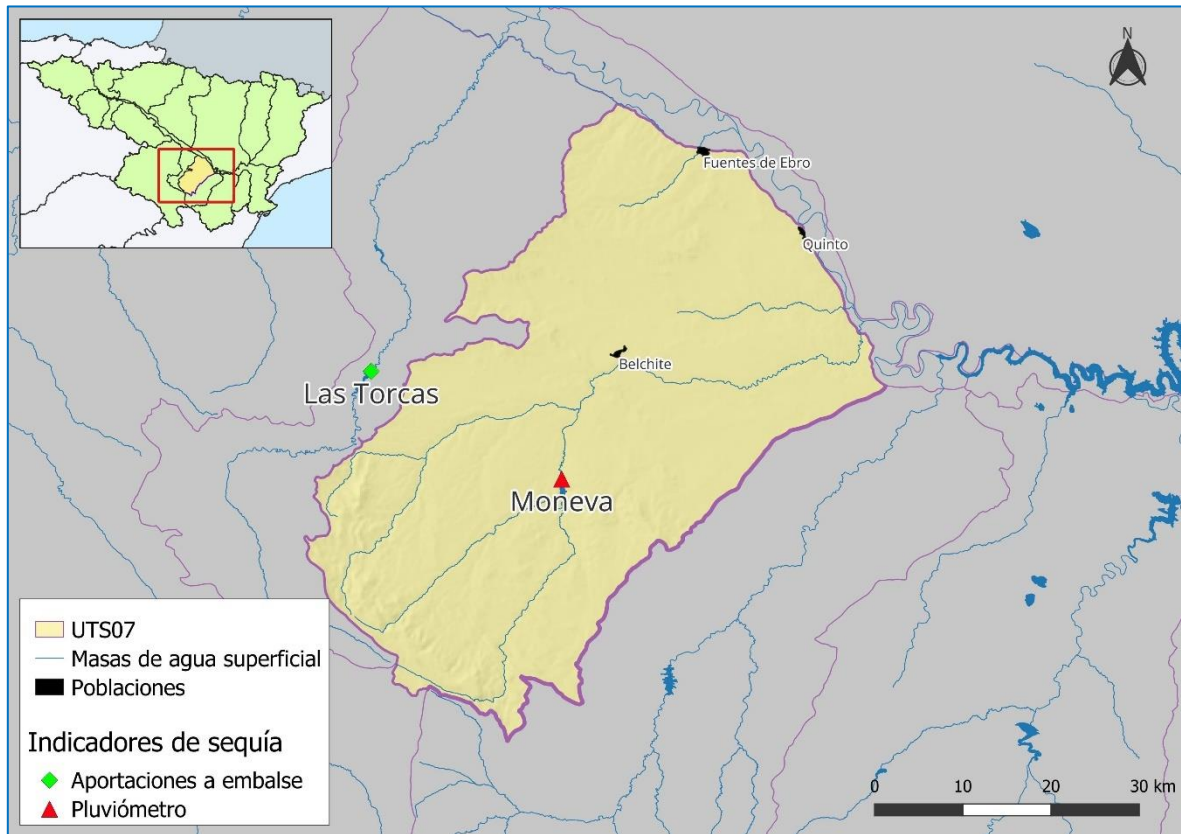 N
Fuentes de Ebro
Quinto
Belchite
Las Torcas
Moneva
UTS07
Masas de agua superficial
Poblaciones
Indicadores de sequía
Aportaciones a embalse
Pluviómetro
0 10 20 30 km